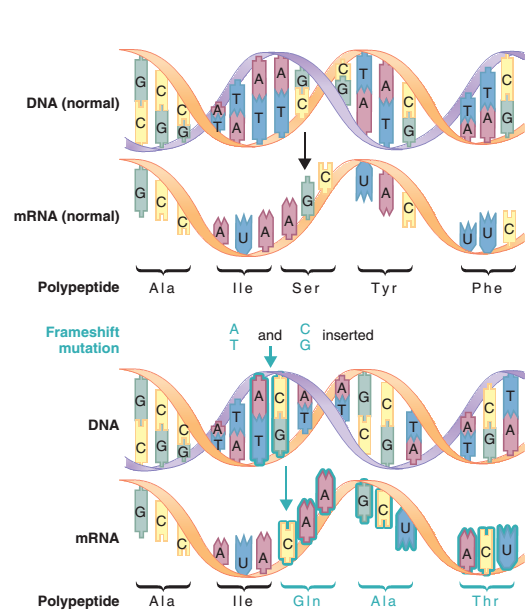 G C C A T A A G C T A C T T C
DNA (normal)
C G G T A T T C G A T G A A G
mRNA (normal)
G C C A U A A G C U A C U U C
Polypeptide Ala Ile Ser Tyr Phe
Frameshift
mutation
A and C inserted
T G
G C C A T A C A A G C T A C T
DNA
C G G T A T G T T C G A T G A
mRNA
G C C A U A C A A G C U A C U
Polypeptide Ala Ile Gln Ala Thr